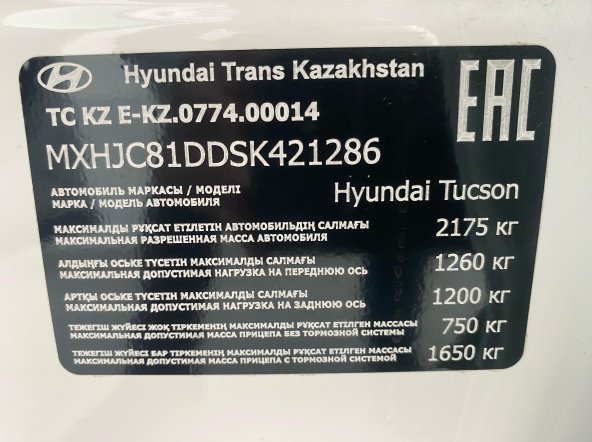 Hyundai Trans Kazakhstan
EAC
TC KZ E-KZ.0774.00014
MXHJC81DDSK421286
АВТОМОБИЛЬ МАРКАСЫ / МОДЕЛІ
МАРКА / МОДЕЛЬ АВТОМОБИЛЯ
Hyundai Tucson
МАКСИМАЛДЫ РҰҚСАТ ЕТІЛЕТІН АВТОМОБИЛЬДІҢ САЛМАҒЫ
МАКСИМАЛЬНАЯ РАЗРЕШЕННАЯ МАССА АВТОМОБИЛЯ
2175 кг
АЛДЫҢҒЫ ОСЬКЕ ТҮСЕТІН МАКСИМАЛДЫ САЛМАҒЫ
МАКСИМАЛЬНАЯ ДОПУСТИМАЯ НАГРУЗКА НА ПЕРЕДНЮЮ ОСЬ
1260 кг
АРТҚЫ ОСЬКЕ ТҮСЕТІН МАКСИМАЛДЫ САЛМАҒЫ
МАКСИМАЛЬНАЯ ДОПУСТИМАЯ НАГРУЗКА НА ЗАДНЮЮ ОСЬ
1200 кг
ТЕЖЕГІШ ЖҮЙЕСІ ЖОҚ ТІРКЕМЕНІҢ МАКСИМАЛДЫ РҰҚСАТ ЕТІЛГЕН МАССАСЫ
МАКСИМАЛЬНАЯ ДОПУСТИМАЯ МАССА ПРИЦЕПА БЕЗ ТОРМОЗНОЙ СИСТЕМЫ
750 кг
ТЕЖЕГІШ ЖҮЙЕСІ БАР ТІРКЕМЕНІҢ МАКСИМАЛДЫ РҰҚСАТ ЕТІЛГЕН МАССАСЫ
МАКСИМАЛЬНАЯ ДОПУСТИМАЯ МАССА ПРИЦЕПА С ТОРМОЗНОЙ СИСТЕМОЙ
1650 кг